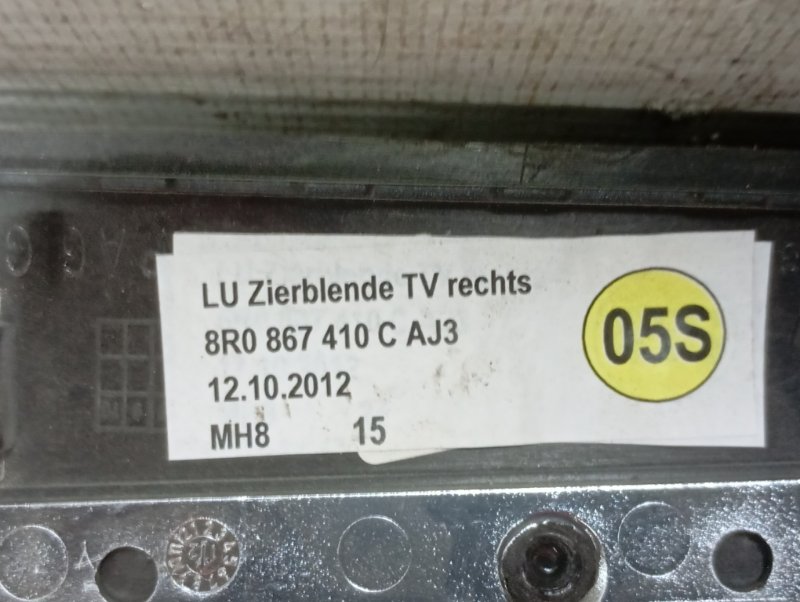 LU Zierblende TV rechts
8R0 867 410 C AJ3
12.10.2012
MH8 15
05S